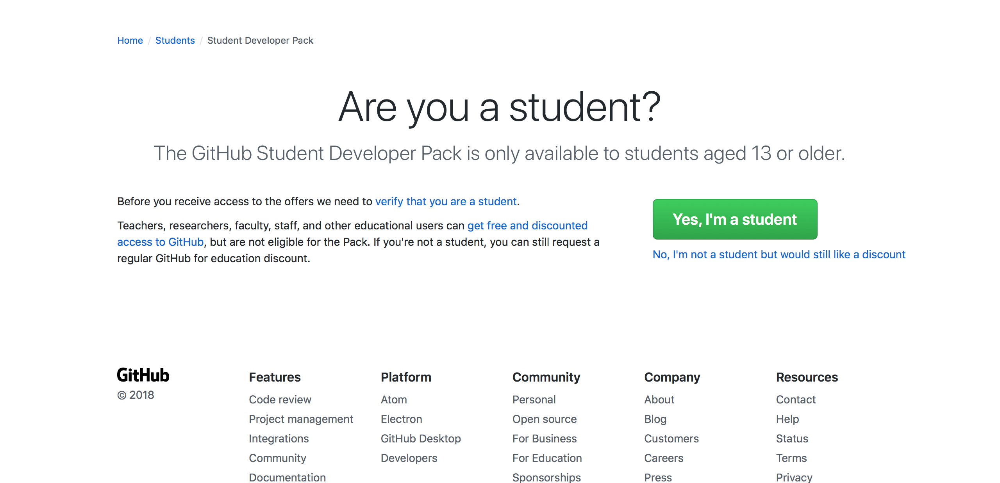 Home / Students / Student Developer Pack
Are you a student?
The GitHub Student Developer Pack is only available to students aged 13 or older.
Before you receive access to the offers we need to verify that you are a student.
Teachers, researchers, faculty, staff, and other educational users can get free and discounted
access to GitHub, but are not eligible for the Pack. If you're not a student, you can still request a
regular GitHub for education discount.
Yes, I'm a student
No, I'm not a student but would still like a discount
GitHub
© 2018
Features
Code review
Project management
Integrations
Community
Documentation
Platform
Atom
Electron
GitHub Desktop
Developers
Community
Personal
Open source
For Business
For Education
Sponsorships
Company
About
Blog
Customers
Careers
Press
Resources
Contact
Help
Status
Terms
Privacy